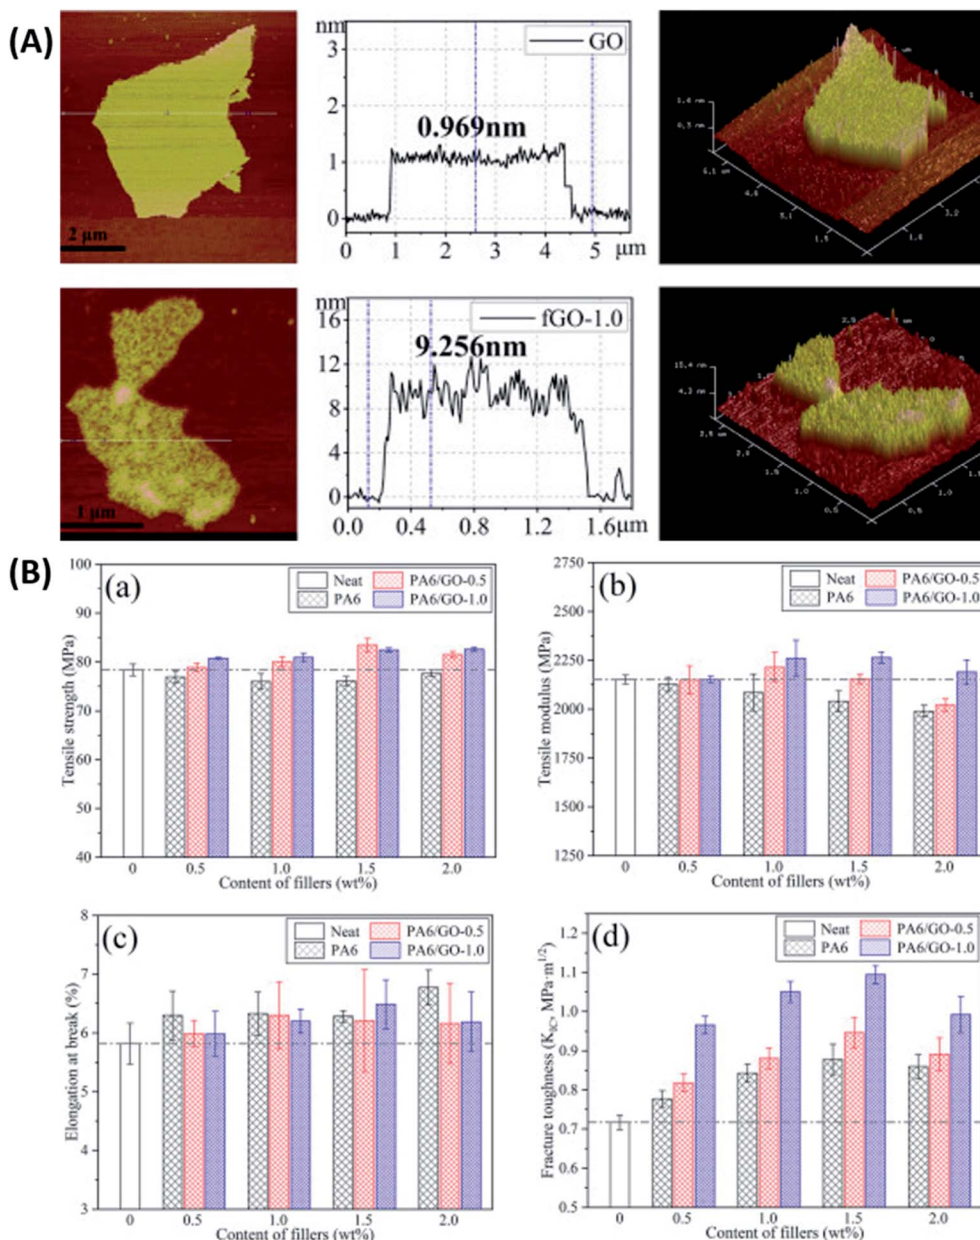 (A)
2 μm
nm
GO
3
2
1
0
0.969nm
0 1 2 3 4 5 μm
1 μm
nm
fGO-1.0
16
12
8
4
0
9.256nm
0.0 0.4 0.8 1.2 1.6μm
(B)
(a)
Neat
PA6/GO-0.5
PA6
PA6/GO-1.0
Tensile strength (MPa)
100
90
80
70
60
50
40
0 0.5 1.0 1.5 2.0
Content of fillers (wt%)
(b)
Neat
PA6/GO-0.5
PA6
PA6/GO-1.0
Tensile modulus (MPa)
2750
2500
2250
2000
1750
1500
1250
0 0.5 1.0 1.5 2.0
Content of fillers (wt%)
(c)
Neat
PA6/GO-0.5
PA6
PA6/GO-1.0
Elongation at break (%)
8
7
6
5
4
3
0 0.5 1.0 1.5 2.0
Content of fillers (wt%)
(d)
Neat
PA6/GO-0.5
PA6
PA6/GO-1.0
Fracture toughness (K_IC, MPa·m^1/2)
1.2
1.1
1.0
0.9
0.8
0.7
0.6
0.5
0 0.5 1.0 1.5 2.0
Content of fillers (wt%)